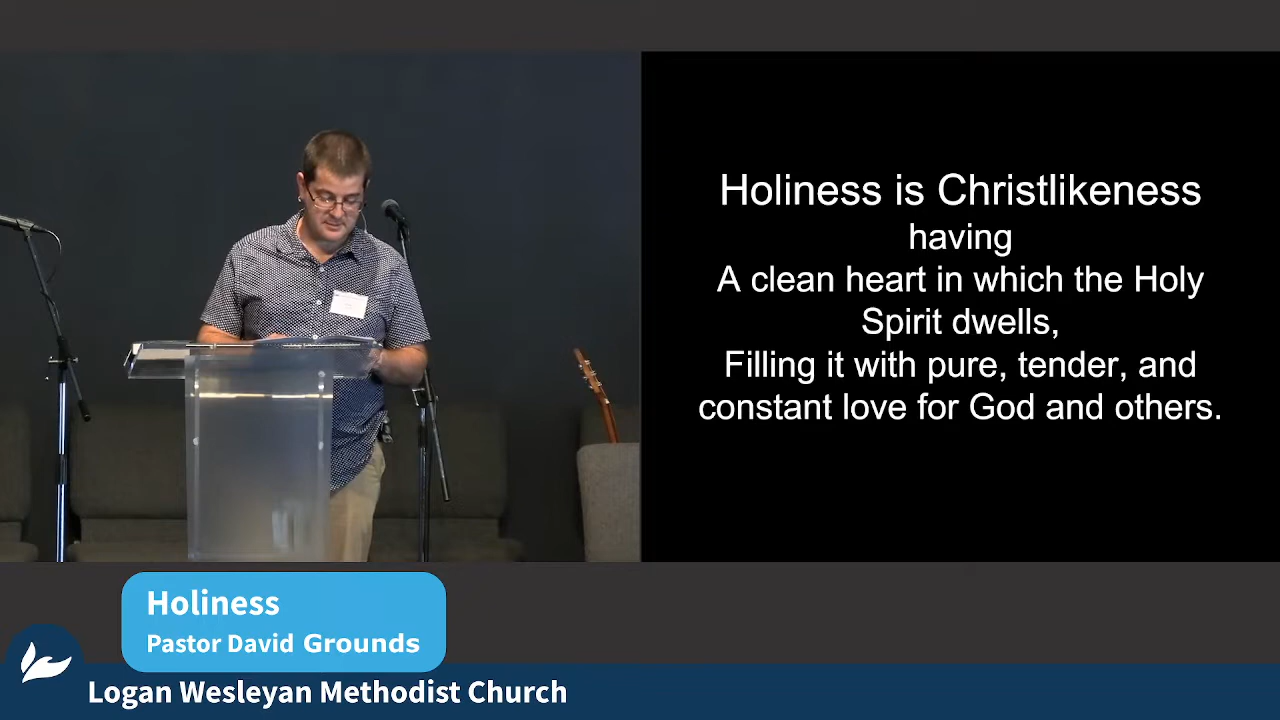 Holiness is Christlikeness
having
A clean heart in which the Holy
Spirit dwells,
Filling it with pure, tender, and
constant love for God and others.
Holiness
Pastor David Grounds
Logan Wesleyan Methodist Church